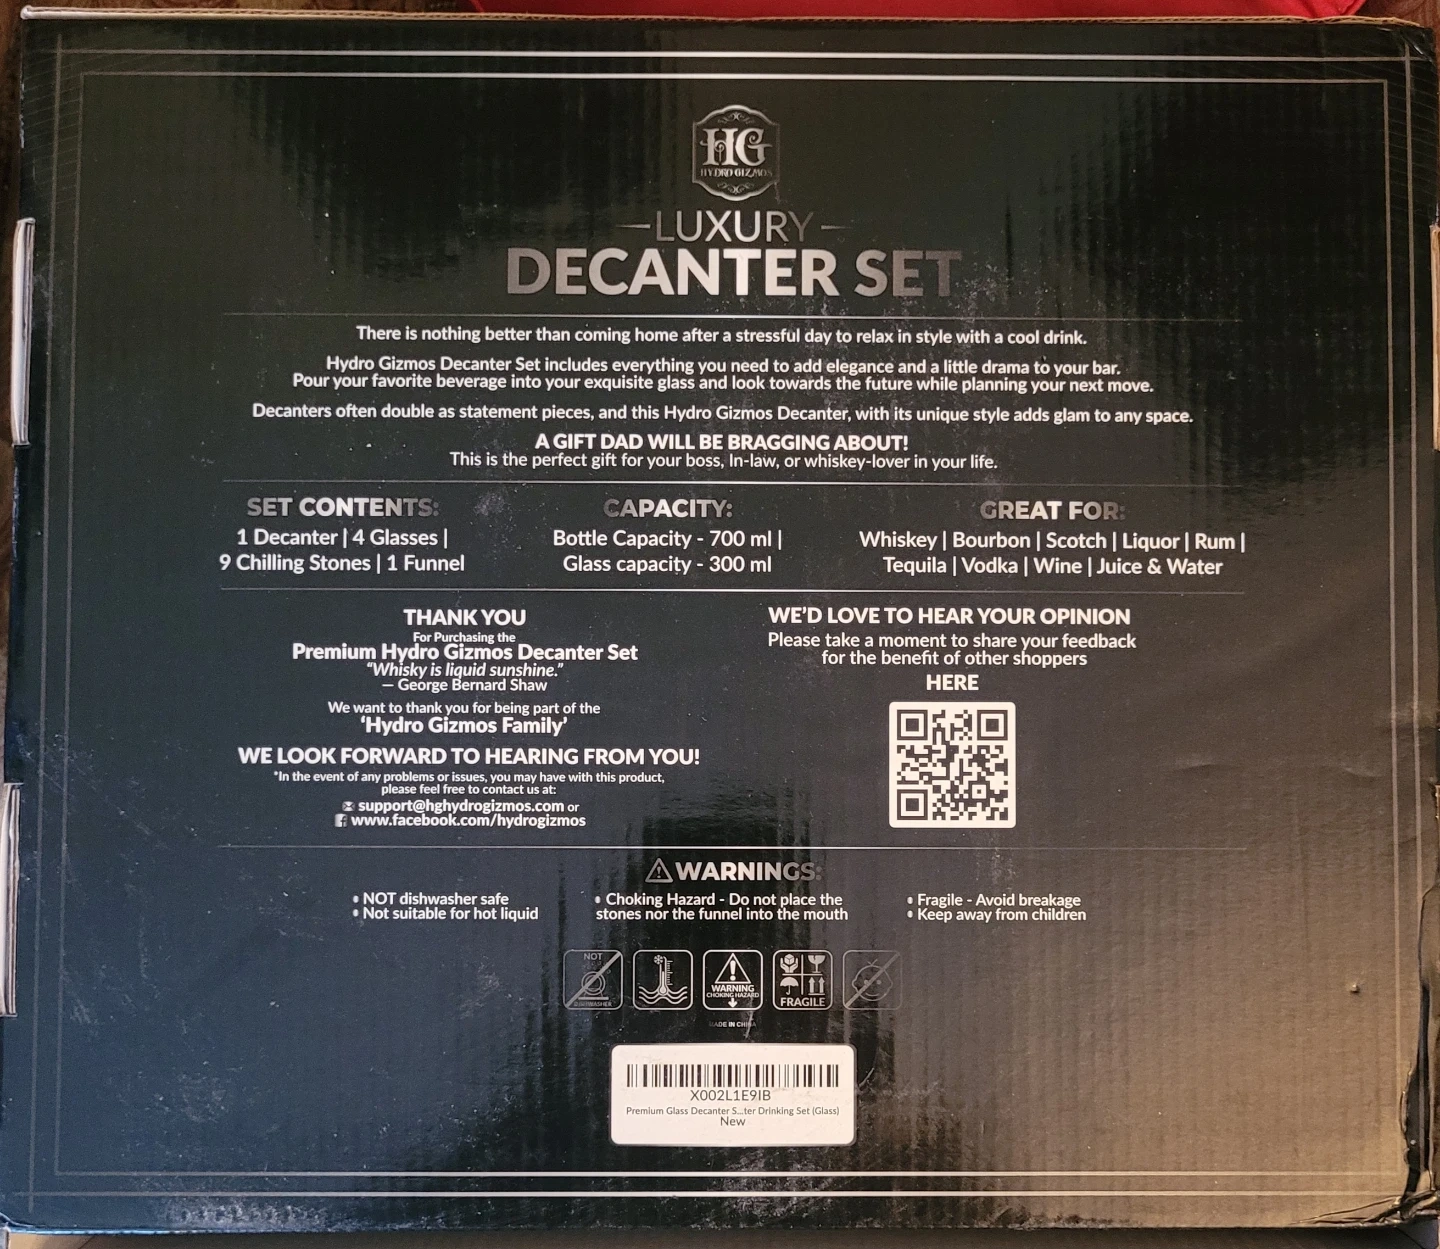 HG
HYDRO GIZMOS
LUXURY
DECANTER SET
There is nothing better than coming home after a stressful day to relax in style with a cool drink.
Hydro Gizmos Decanter Set includes everything you need to add elegance and a little drama to your bar.
Pour your favorite beverage into your exquisite glass and look towards the future while planning your next move.
Decanters often double as statement pieces, and this Hydro Gizmos Decanter, with its unique style adds glam to any space.
A GIFT DAD WILL BE BRAGGING ABOUT!
This is the perfect gift for your boss, In-law, or whiskey-lover in your life.
SET CONTENTS:
1 Decanter | 4 Glasses |
9 Chilling Stones | 1 Funnel
CAPACITY:
Bottle Capacity - 700 ml |
Glass capacity - 300 ml
GREAT FOR:
Whiskey | Bourbon | Scotch | Liquor | Rum |
Tequila | Vodka | Wine | Juice & Water
THANK YOU
For Purchasing the
Premium Hydro Gizmos Decanter Set
“Whisky is liquid sunshine.”
— George Bernard Shaw
We want to thank you for being part of the
‘Hydro Gizmos Family’
WE LOOK FORWARD TO HEARING FROM YOU!
*In the event of any problems or issues, you may have with this product,
please feel free to contact us at:
support@hghydrogizmos.com or
www.facebook.com/hydrogizmos
WE'D LOVE TO HEAR YOUR OPINION
Please take a moment to share your feedback
for the benefit of other shoppers
HERE
WARNINGS:
• NOT dishwasher safe
• Not suitable for hot liquid
• Choking Hazard - Do not place the
stones nor the funnel into the mouth
• Fragile - Avoid breakage
• Keep away from children
NOT
DISHWASHER
WARNING
CHOKING HAZARD
FRAGILE
MADE IN CHINA
X002L1E9IB
Premium Glass Decanter S...ter Drinking Set (Glass)
New